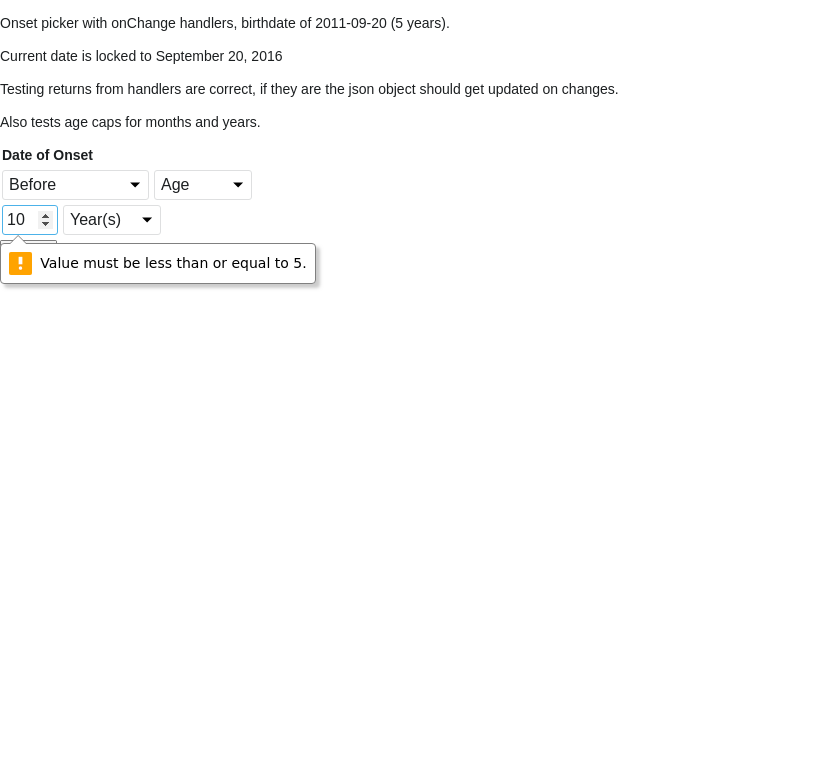 Onset picker with onChange handlers, birthdate of 2011-09-20 (5 years).
Current date is locked to September 20, 2016
Testing returns from handlers are correct, if they are the json object should get updated on changes.
Also tests age caps for months and years.
Date of Onset
Before Age
10 Year(s)
Value must be less than or equal to 5.